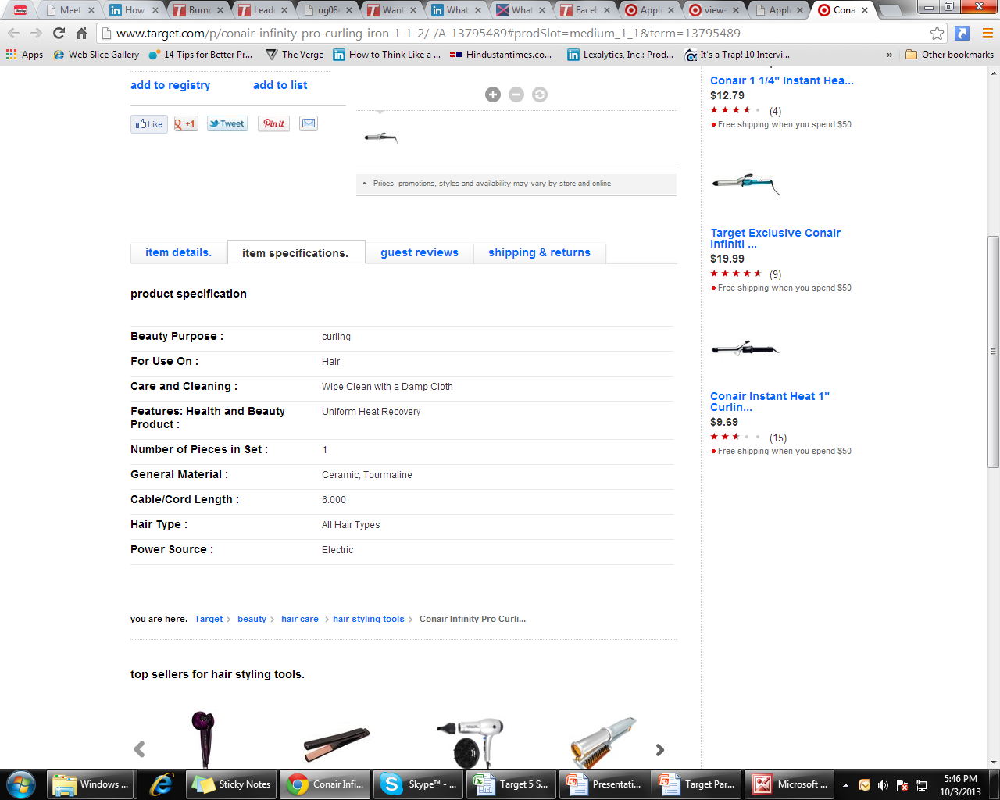 Meet
How
Burn
Lead
ug08
Want
What
What
Facel
Apple
view-
Apple
Cona
www.target.com/p/conair-infinity-pro-curling-iron-1-1-2/-/A-13795489#prodSlot=medium_1_1&term=13795489
Apps Web Slice Gallery 14 Tips for Better Pr... The Verge How to Think Like a ... Hindustantimes.co... Lexalytics, Inc.: Prod... It's a Trap! 10 Intervi... » Other bookmarks
add to registry add to list
Like +1 Tweet Pin it
• Prices, promotions, styles and availability may vary by store and online.
item details. item specifications. guest reviews shipping & returns
product specification
Beauty Purpose : curling
For Use On : Hair
Care and Cleaning : Wipe Clean with a Damp Cloth
Features: Health and Beauty Uniform Heat Recovery
Product :
Number of Pieces in Set : 1
General Material : Ceramic, Tourmaline
Cable/Cord Length : 6.000
Hair Type : All Hair Types
Power Source : Electric
you are here. Target > beauty > hair care > hair styling tools > Conair Infinity Pro Curli...
top sellers for hair styling tools.
Conair 1 1/4" Instant Hea...
$12.79
(4)
Free shipping when you spend $50
Target Exclusive Conair
Infiniti ...
$19.99
(9)
Free shipping when you spend $50
Conair Instant Heat 1"
Curlin...
$9.69
(15)
Free shipping when you spend $50
Windows ... Sticky Notes Conair Infi... Skype™ - ... Target 5 S... Presentati... Target Par... Microsoft ... 5:46 PM
10/3/2013